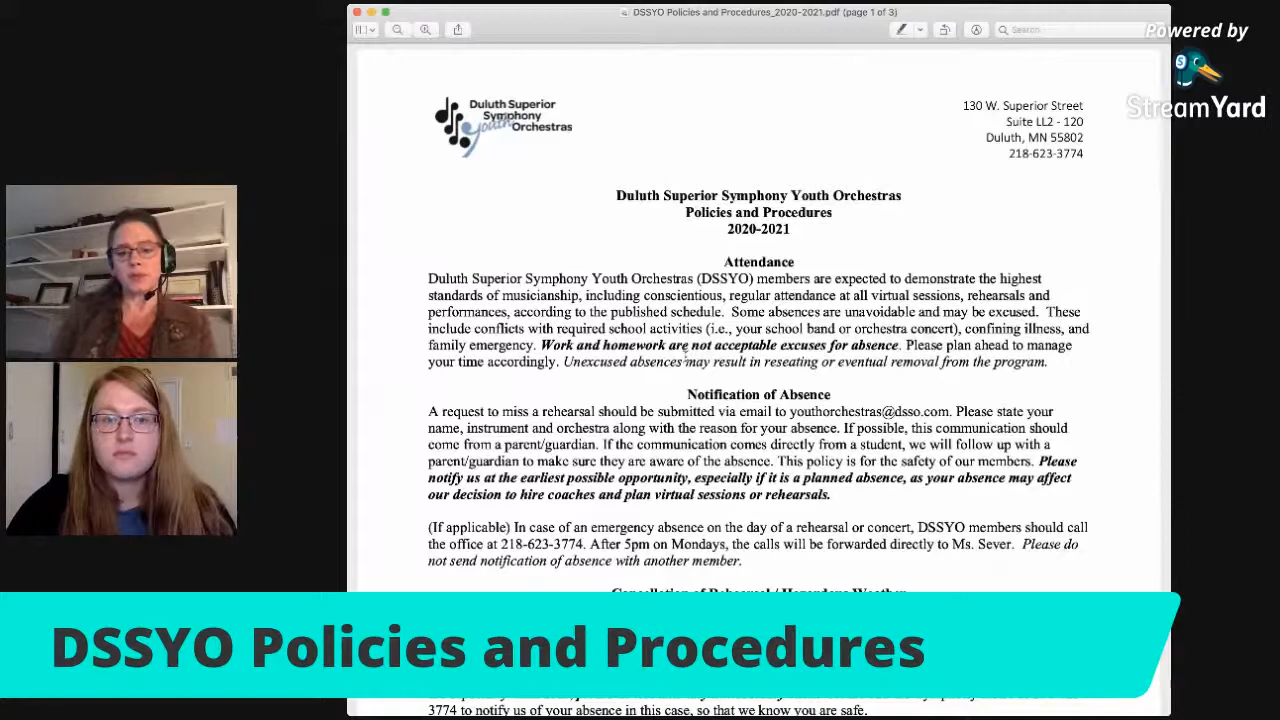 DSSYO Policies and Procedures_2020-2021.pdf (page 1 of 3)
Search
Powered by
S
StreamYard
Duluth Superior
Symphony
youth Orchestras
130 W. Superior Street
Suite LL2 - 120
Duluth, MN 55802
218-623-3774
Duluth Superior Symphony Youth Orchestras
Policies and Procedures
2020-2021
Attendance
Duluth Superior Symphony Youth Orchestras (DSSYO) members are expected to demonstrate the highest
standards of musicianship, including conscientious, regular attendance at all virtual sessions, rehearsals and
performances, according to the published schedule. Some absences are unavoidable and may be excused. These
include conflicts with required school activities (i.e., your school band or orchestra concert), confining illness, and
family emergency. Work and homework are not acceptable excuses for absence. Please plan ahead to manage
your time accordingly. Unexcused absences may result in reseating or eventual removal from the program.
Notification of Absence
A request to miss a rehearsal should be submitted via email to youthorchestras@dsso.com. Please state your
name, instrument and orchestra along with the reason for your absence. If possible, this communication should
come from a parent/guardian. If the communication comes directly from a student, we will follow up with a
parent/guardian to make sure they are aware of the absence. This policy is for the safety of our members. Please
notify us at the earliest possible opportunity, especially if it is a planned absence, as your absence may affect
our decision to hire coaches and plan virtual sessions or rehearsals.
(If applicable) In case of an emergency absence on the day of a rehearsal or concert, DSSYO members should call
the office at 218-623-3774. After 5pm on Mondays, the calls will be forwarded directly to Ms. Sever. Please do
not send notification of absence with another member.
Cancellation of Rehearsal / Hazardous Weather
DSSYO Policies and Procedures
3774 to notify us of your absence in this case, so that we know you are safe.